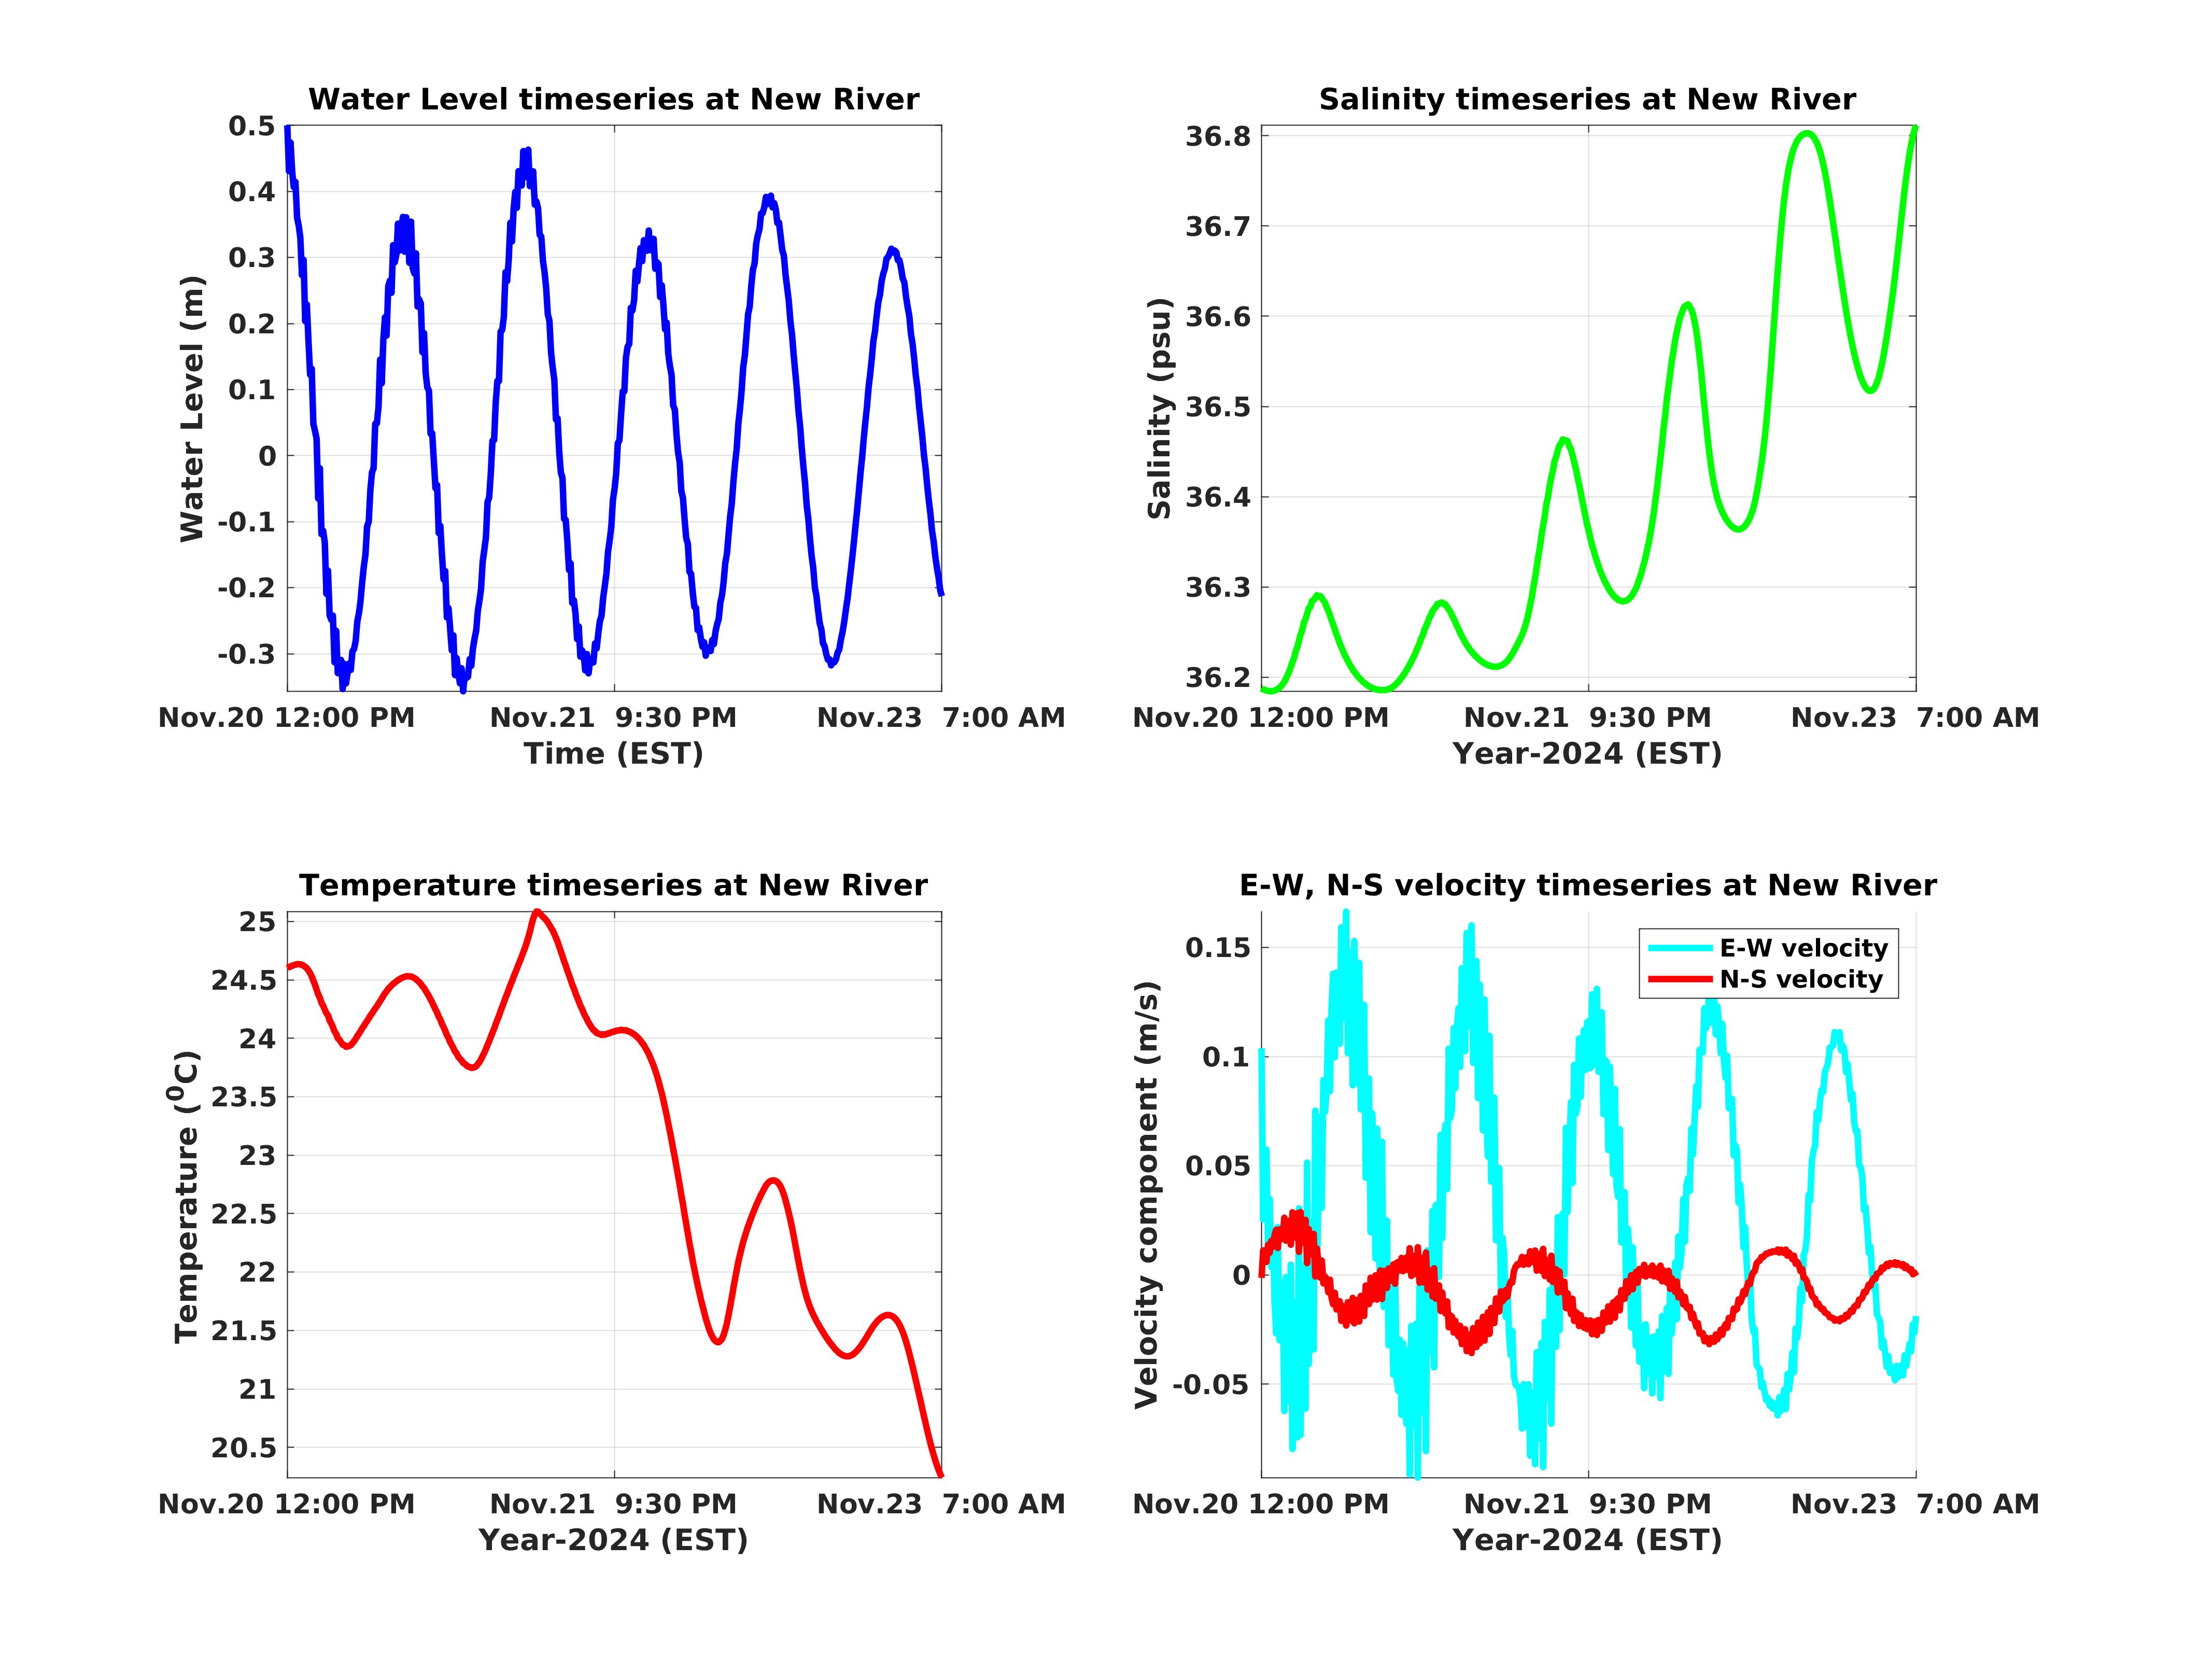 Water Level timeseries at New River
0.5
0.4
0.3
0.2
0.1
0
-0.1
-0.2
-0.3
Water Level (m)
Nov.20 12:00 PM
Nov.21 9:30 PM
Nov.23 7:00 AM
Time (EST)
Salinity timeseries at New River
36.8
36.7
36.6
36.5
36.4
36.3
36.2
Salinity (psu)
Nov.20 12:00 PM
Nov.21 9:30 PM
Nov.23 7:00 AM
Year-2024 (EST)
Temperature timeseries at New River
25
24.5
24
23.5
23
22.5
22
21.5
21
20.5
Temperature (⁰C)
Nov.20 12:00 PM
Nov.21 9:30 PM
Nov.23 7:00 AM
Year-2024 (EST)
E-W, N-S velocity timeseries at New River
0.15
0.1
0.05
0
-0.05
Velocity component (m/s)
E-W velocity
N-S velocity
Nov.20 12:00 PM
Nov.21 9:30 PM
Nov.23 7:00 AM
Year-2024 (EST)